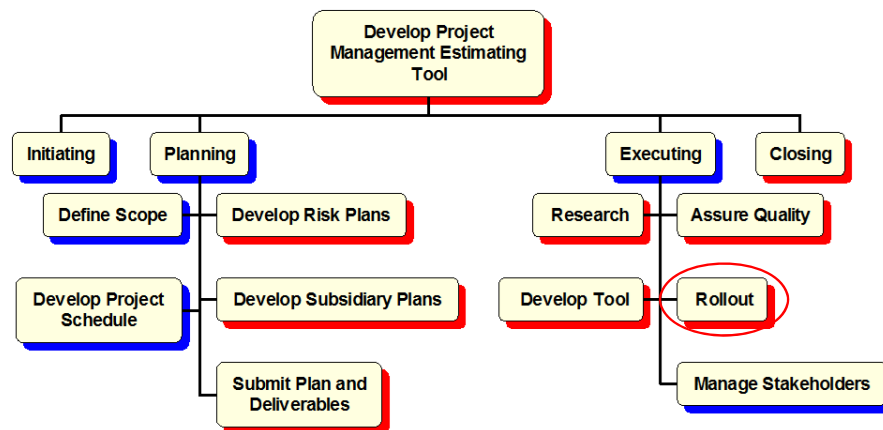 Develop Project
Management Estimating
Tool
Initiating
Planning
Executing
Closing
Define Scope
Develop Risk Plans
Research
Assure Quality
Develop Project
Schedule
Develop Subsidiary Plans
Develop Tool
Rollout
Submit Plan and
Deliverables
Manage Stakeholders